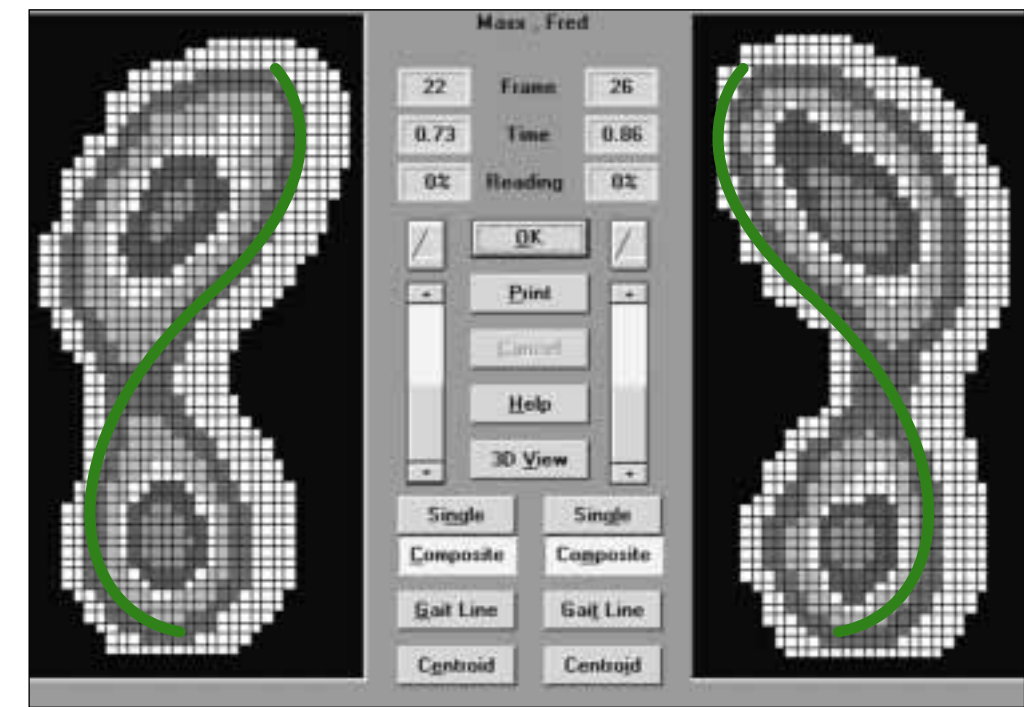 Maxx , Fred
22 Frame 26
0.73 Time 0.86
0% Reading 0%
OK
Print
Cancel
Help
3D View
Single Single
Composite Composite
Gait Line Gait Line
Centroid Centroid